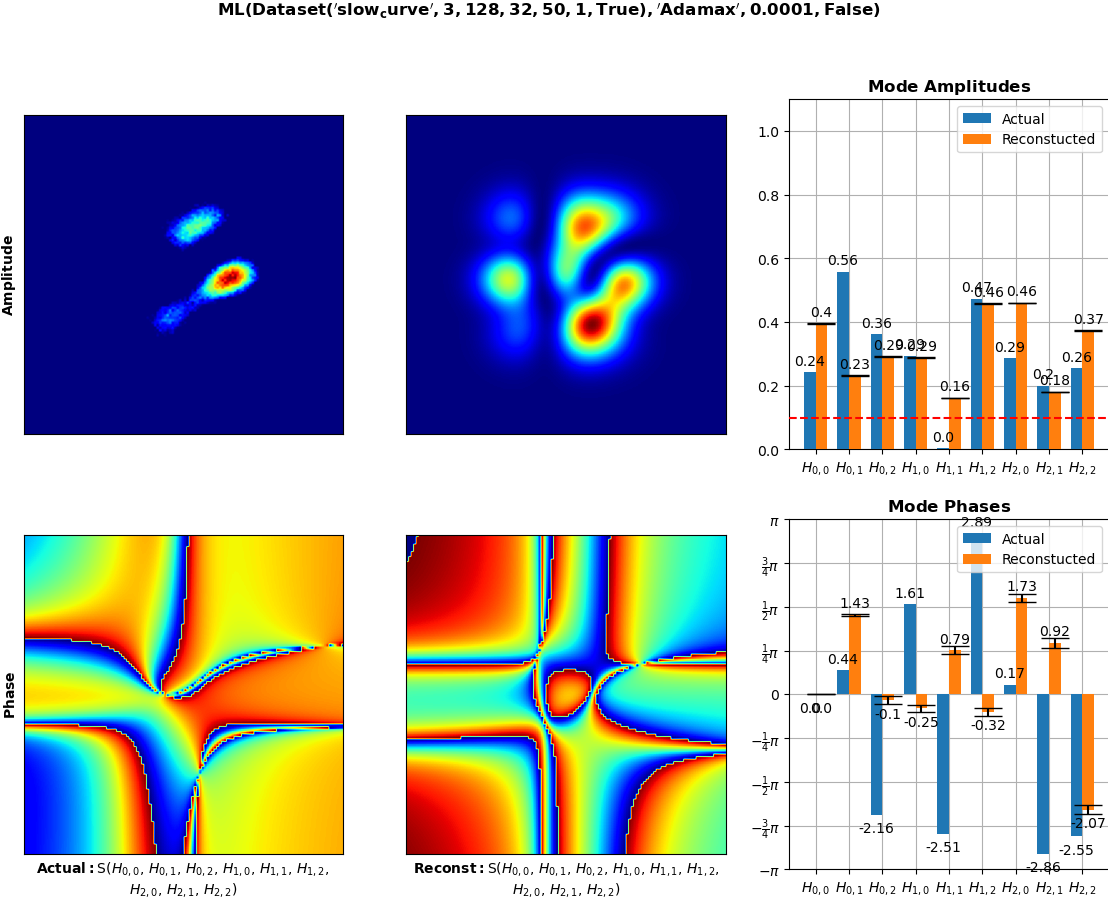 ML(Dataset('slow_curve', 3, 128, 32, 50, 1, True), 'Adamax', 0.0001, False)
Amplitude
Mode Amplitudes
Actual
Reconstucted
1.0
0.8
0.6
0.4
0.2
0.0
0.24
0.4
0.56
0.23
0.36
0.29
0.29
0.29
0.0
0.16
0.47
0.46
0.29
0.46
0.2
0.18
0.26
0.37
H0,0 H0,1 H0,2 H1,0 H1,1 H1,2 H2,0 H2,1 H2,2
Phase
Mode Phases
Actual
Reconstucted
π
3/4π
1/2π
1/4π
0
−1/4π
−1/2π
−3/4π
−π
0.0
0.0
0.44
1.43
-2.16
-0.1
1.61
-0.25
-2.51
0.79
2.89
-0.32
0.17
1.73
-2.86
0.92
-2.55
-2.07
H0,0 H0,1 H0,2 H1,0 H1,1 H1,2 H2,0 H2,1 H2,2
Actual: S(H0,0, H0,1, H0,2, H1,0, H1,1, H1,2,
H2,0, H2,1, H2,2)
Reconst: S(H0,0, H0,1, H0,2, H1,0, H1,1, H1,2,
H2,0, H2,1, H2,2)